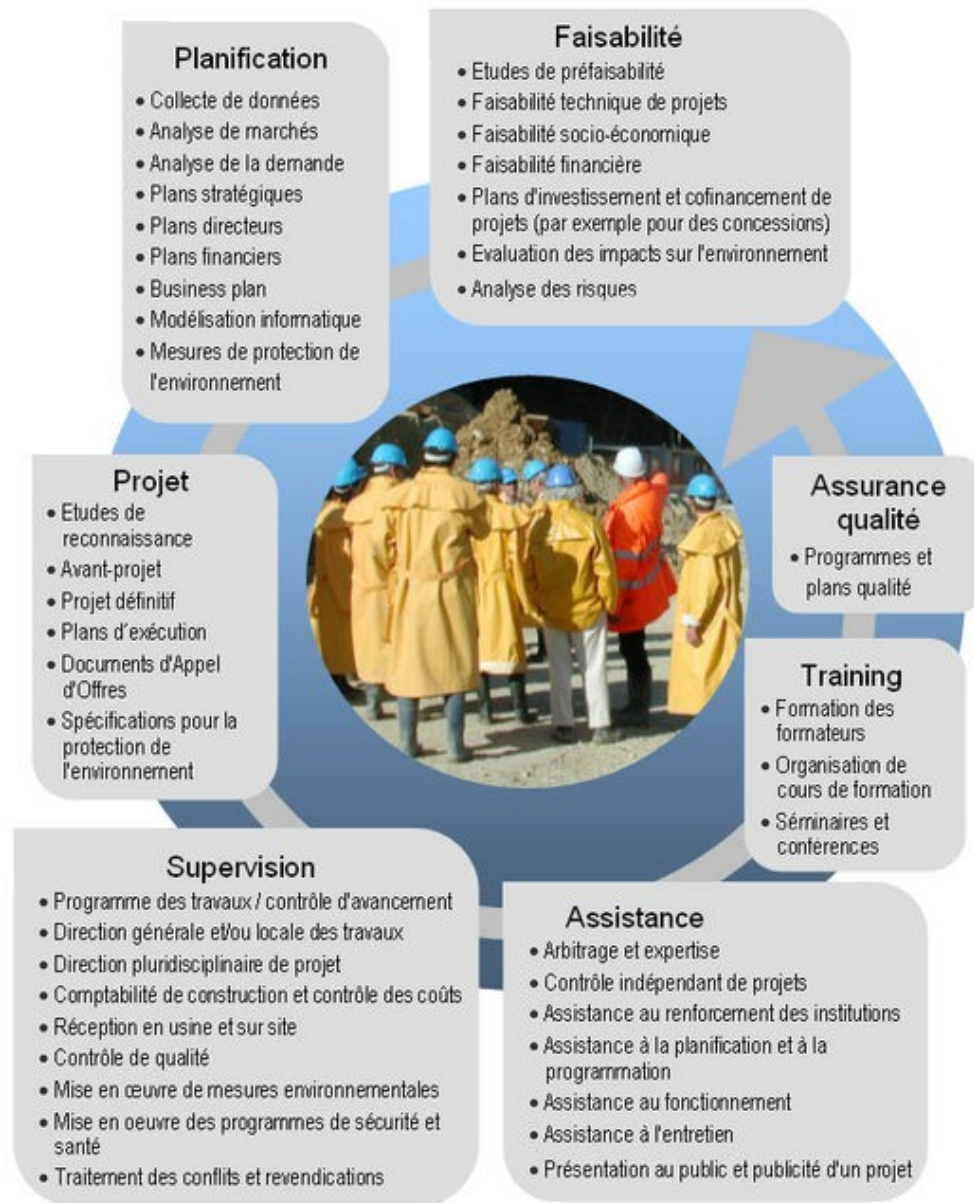 Faisabilité
• Etudes de préfaisabilité
• Faisabilité technique de projets
• Faisabilité socio-économique
• Faisabilité financière
• Plans d'investissement et cofinancement de
projets (par exemple pour des concessions)
• Evaluation des impacts sur l'environnement
• Analyse des risques
Planification
• Collecte de données
• Analyse de marchés
• Analyse de la demande
• Plans stratégiques
• Plans directeurs
• Plans financiers
• Business plan
• Modélisation informatique
• Mesures de protection de
l'environnement
Projet
• Etudes de
reconnaissance
• Avant-projet
• Projet définitif
• Plans d'exécution
• Documents d'Appel
d'Offres
• Spécifications pour la
protection de
l'environnement
Supervision
• Programme des travaux / contrôle d'avancement
• Direction générale et/ou locale des travaux
• Direction pluridisciplinaire de projet
• Comptabilité de construction et contrôle des coûts
• Réception en usine et sur site
• Contrôle de qualité
• Mise en œuvre de mesures environnementales
• Mise en oeuvre des programmes de sécurité et
santé
• Traitement des conflits et revendications
Assistance
• Arbitrage et expertise
• Contrôle indépendant de projets
• Assistance au renforcement des institutions
• Assistance à la planification et à la
programmation
• Assistance au fonctionnement
• Assistance à l'entretien
• Présentation au public et publicité d'un projet
Training
• Formation des
formateurs
• Organisation de
cours de formation
• Séminaires et
conférences
Assurance
qualité
• Programmes et
plans qualité